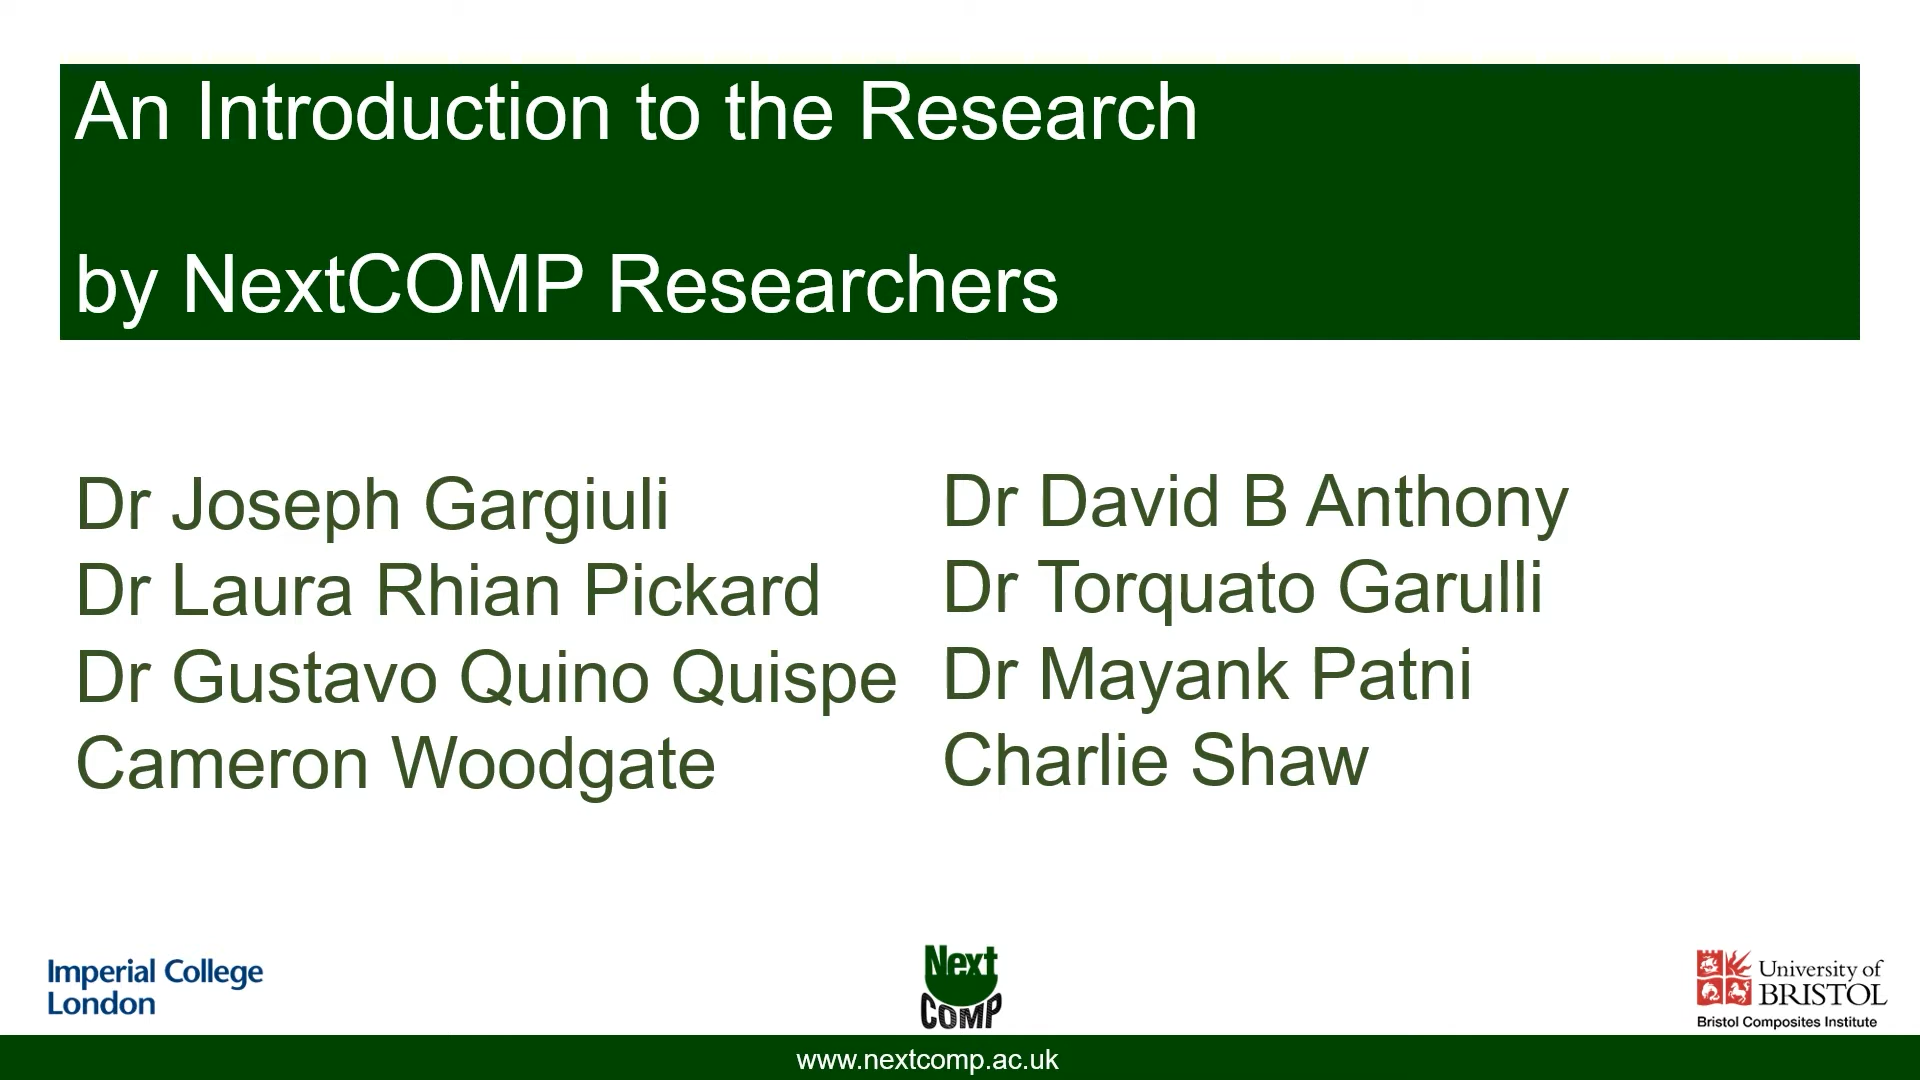 An Introduction to the Research
by NextCOMP Researchers
Dr Joseph Gargiuli
Dr Laura Rhian Pickard
Dr Gustavo Quino Quispe
Cameron Woodgate
Dr David B Anthony
Dr Torquato Garulli
Dr Mayank Patni
Charlie Shaw
Imperial College
London
Next
COMP
University of
BRISTOL
Bristol Composites Institute
www.nextcomp.ac.uk